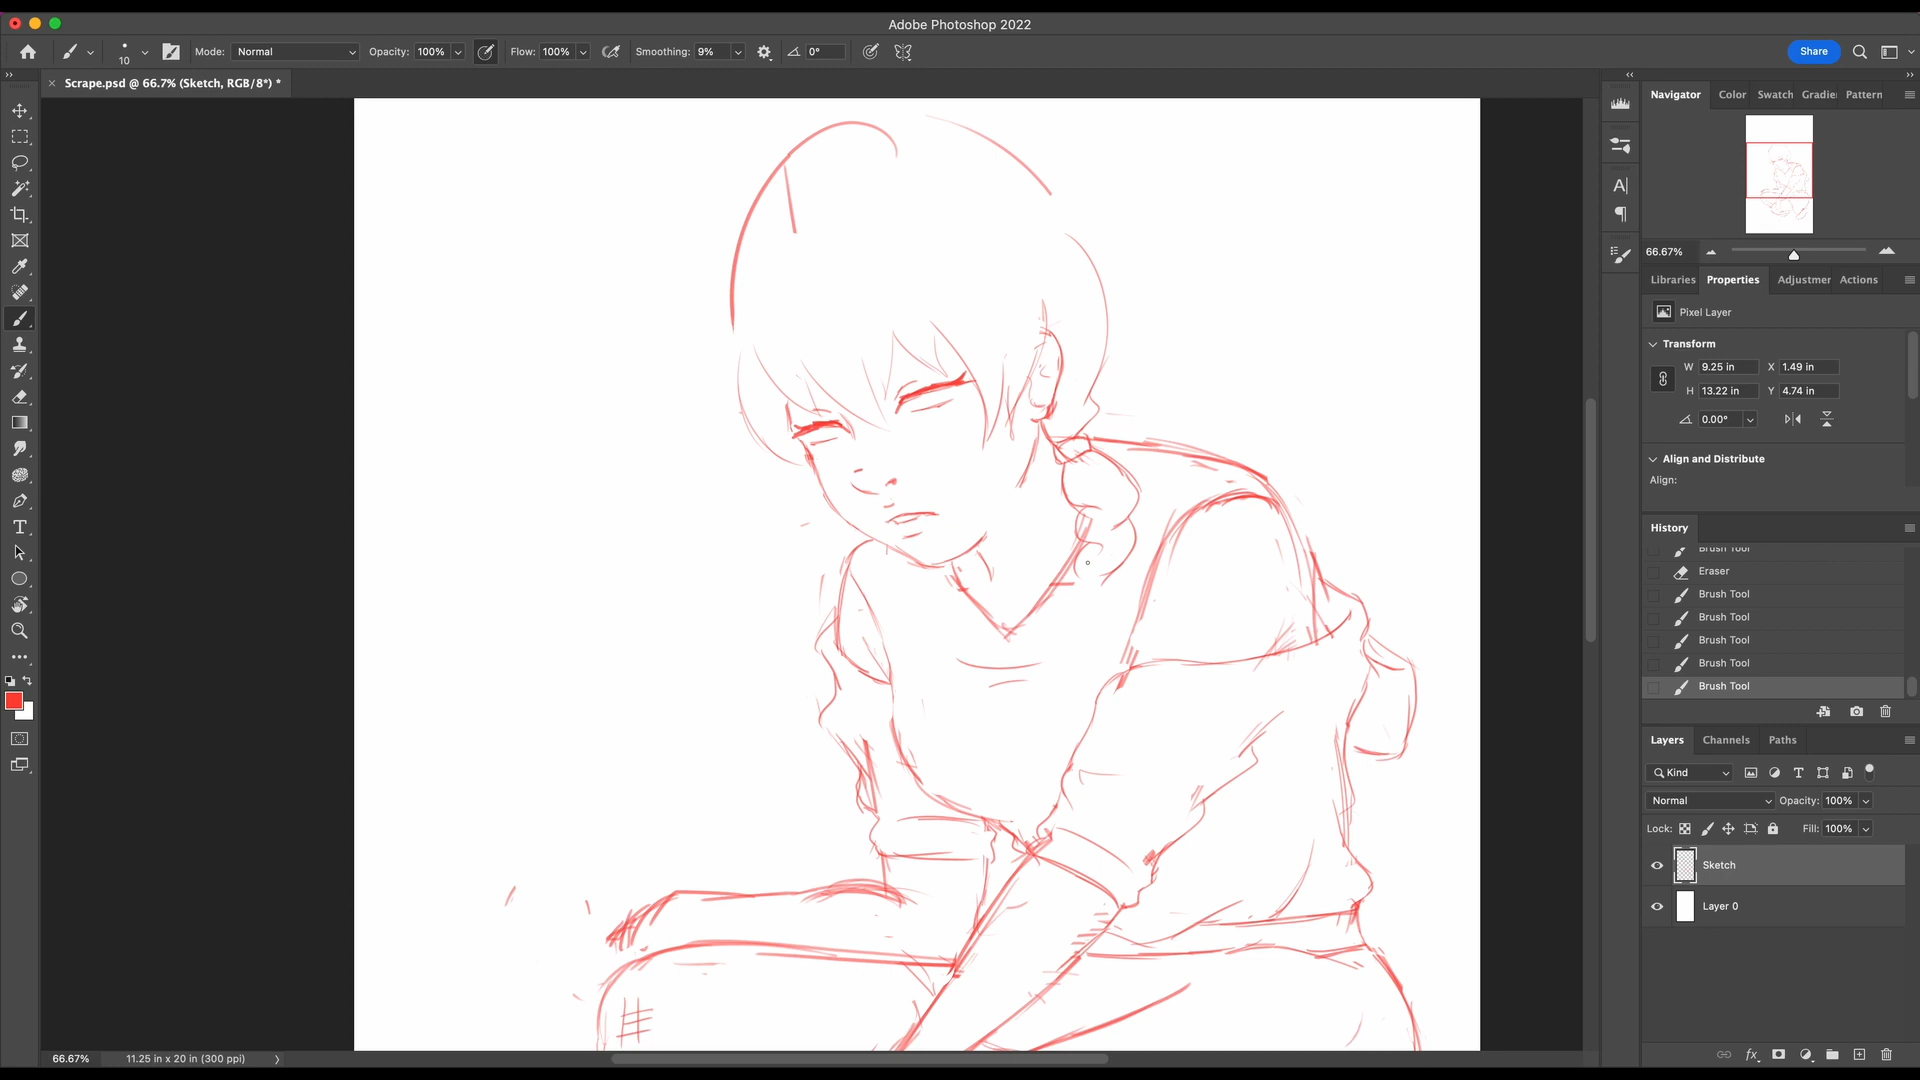 Adobe Photoshop 2022
10 Mode: Normal Opacity: 100% Flow: 100% Smoothing: 9% 0° Share
× Scrape.psd @ 66.7% (Sketch, RGB/8*) *
Navigator Color Swatch Gradie Pattern
66.67%
Libraries Properties Adjustmer Actions
Pixel Layer
Transform
W 9.25 in X 1.49 in
H 13.22 in Y 4.74 in
0.00°
Align and Distribute
Align:
History
Brush Tool
Eraser
Brush Tool
Brush Tool
Brush Tool
Brush Tool
Brush Tool
Layers Channels Paths
Kind
Normal Opacity: 100%
Lock: Fill: 100%
Sketch
Layer 0
66.67% 11.25 in x 20 in (300 ppi)